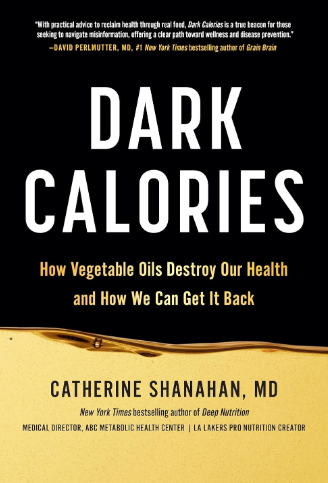 "With practical advice to reclaim health through real food, Dark Calories is a true beacon for those
seeking to navigate misinformation, offering a clear path toward wellness and disease prevention."
—DAVID PERLMUTTER, MD, #1 New York Times bestselling author of Grain Brain
DARK
CALORIES
How Vegetable Oils Destroy Our Health
and How We Can Get It Back
CATHERINE SHANAHAN, MD
New York Times bestselling author of Deep Nutrition
MEDICAL DIRECTOR, ABC METABOLIC HEALTH CENTER | LA LAKERS PRO NUTRITION CREATOR